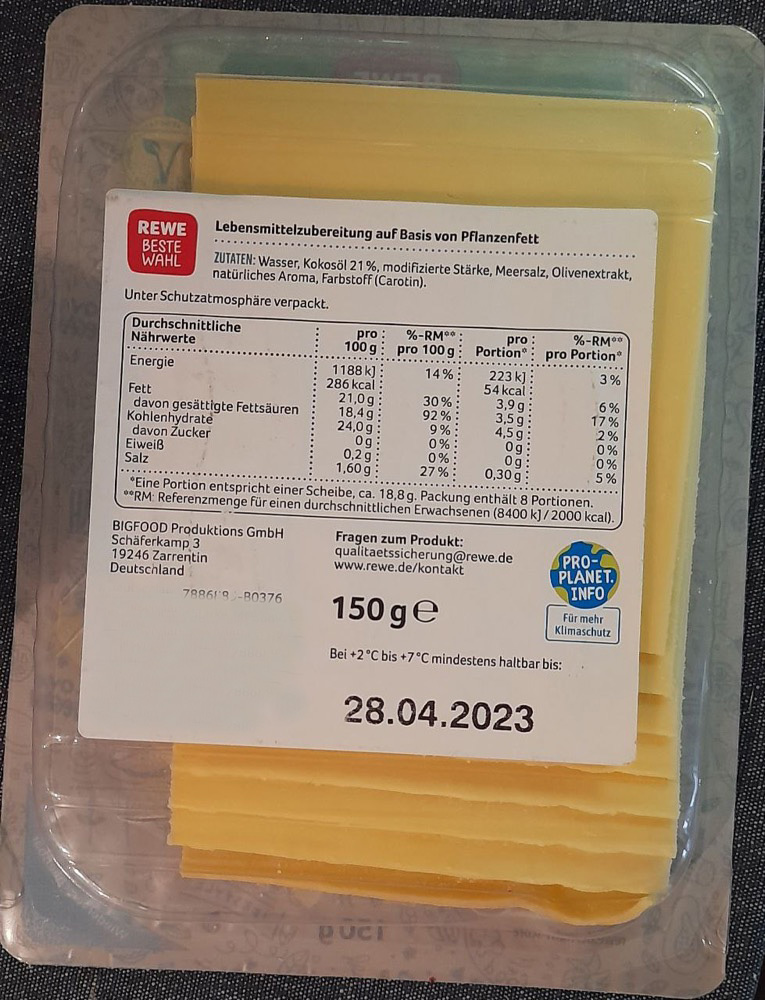 REWE
BESTE
WAHL
Lebensmittelzubereitung auf Basis von Pflanzenfett
ZUTATEN: Wasser, Kokosöl 21%, modifizierte Stärke, Meersalz, Olivenextrakt,
natürliches Aroma, Farbstoff (Carotin).
Unter Schutzatmosphäre verpackt.
Durchschnittliche Nährwerte pro 100 g %-RM** pro 100 g pro Portion* %-RM** pro Portion*
Energie 1188 kJ 14% 223 kJ 3%
286 kcal 54 kcal
Fett 21,0 g 30% 3,9 g 6%
davon gesättigte Fettsäuren 18,4 g 92% 3,5 g 17%
Kohlenhydrate 24,0 g 9% 4,5 g 2%
davon Zucker 0 g 0% 0 g 0%
Eiweiß 0,2 g 0% 0 g 0%
Salz 1,60 g 27% 0,30 g 5%
*Eine Portion entspricht einer Scheibe, ca. 18,8 g. Packung enthält 8 Portionen.
**RM: Referenzmenge für einen durchschnittlichen Erwachsenen (8400 kJ / 2000 kcal).
BIGFOOD Produktions GmbH
Schäferkamp 3
19246 Zarrentin
Deutschland
Fragen zum Produkt:
qualitaetssicherung@rewe.de
www.rewe.de/kontakt
PRO-
PLANET.
INFO
Für mehr
Klimaschutz
150 g e
Bei +2°C bis +7°C mindestens haltbar bis:
28.04.2023
150 g